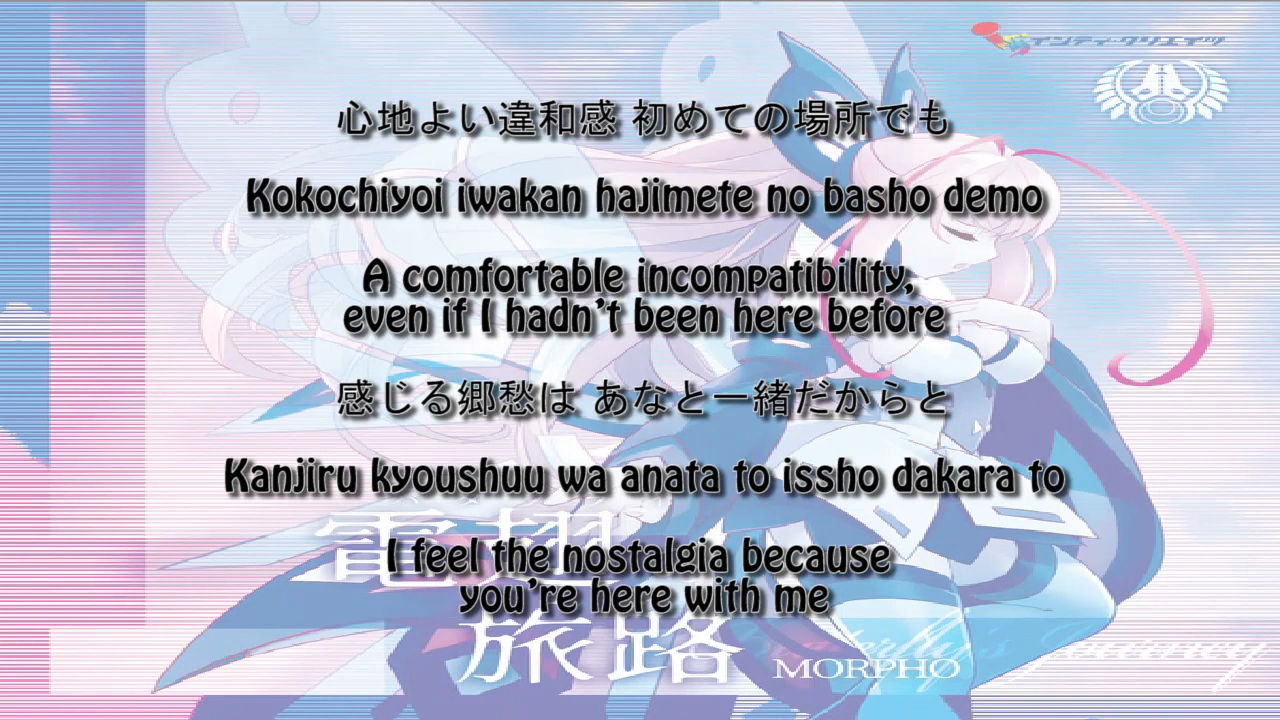 インティ・クリエイツ
心地よい違和感 初めての場所でも
Kokochiyoi iwakan hajimete no basho demo
A comfortable incompatibility,
even if I hadn't been here before
感じる郷愁は あなと一緒だからと
Kanjiru kyoushuu wa anata to issho dakara to
I feel the nostalgia because
you're here with me
旅路
MORPHO